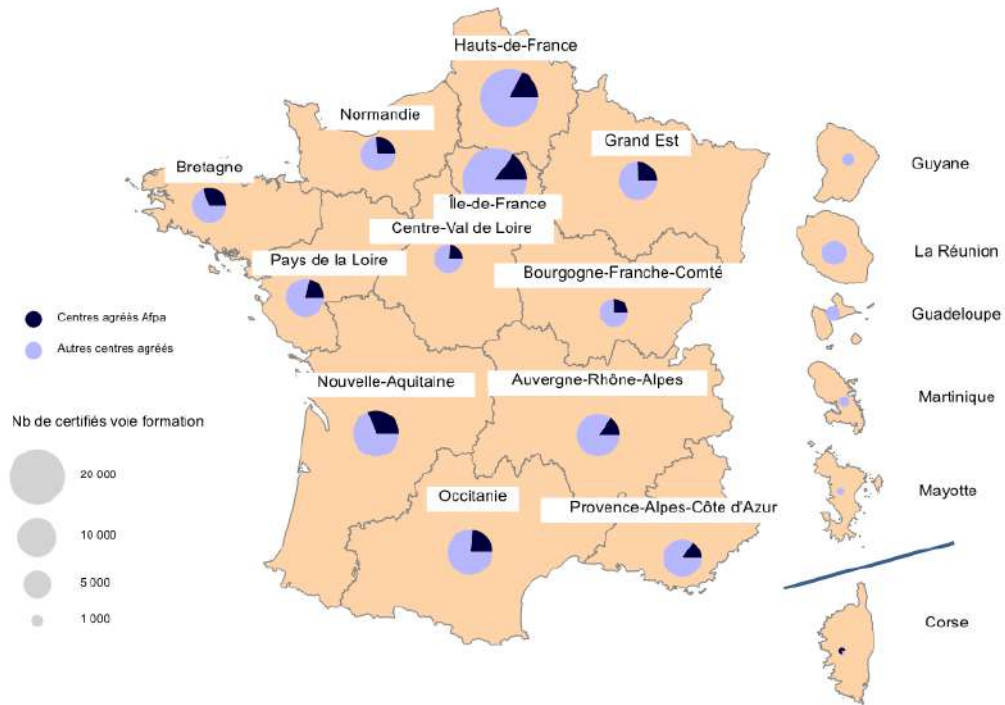 Hauts-de-France
Normandie
Grand Est
Bretagne
Île-de-France
Centre-Val de Loire
Pays de la Loire
Bourgogne-Franche-Comté
Centres agréés Afpa
Autres centres agréés
Nouvelle-Aquitaine
Auvergne-Rhône-Alpes
Nb de certifiés voie formation
20 000
10 000
5 000
1 000
Occitanie
Provence-Alpes-Côte d'Azur
Guyane
La Réunion
Guadeloupe
Martinique
Mayotte
Corse